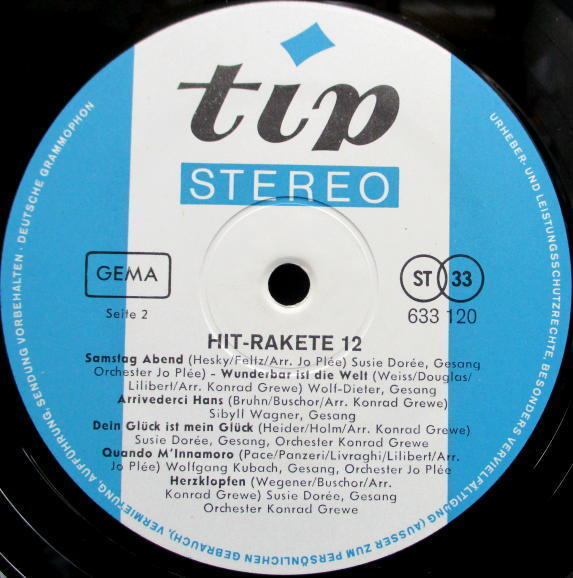 tip
STEREO
GEMA
Seite 2
ST 33
633 120
HIT-RAKETE 12
Samstag Abend (Hesky/Feltz/Arr. Jo Plée) Susie Dorée, Gesang
Orchester Jo Plée) - Wunderbar ist die Welt (Weiss/Douglas/
Lilibert/Arr. Konrad Grewe) Wolf-Dieter, Gesang
Arrivederci Hans (Bruhn/Buschor/Arr. Konrad Grewe)
Sibyll Wagner, Gesang
Dein Glück ist mein Glück (Heider/Holm/Arr. Konrad Grewe)
Susie Dorée, Gesang, Orchester Konrad Grewe
Quando M'Innamoro (Pace/Panzeri/Livraghi/Lilibert/Arr.
Jo Plée) Wolfgang Kubach, Gesang, Orchester Jo Plée
Herzklopfen (Wegener/Buschor/Arr.
Konrad Grewe) Susie Dorée, Gesang
Orchester Konrad Grewe
URHEBER- UND LEISTUNGSSCHUTZRECHTE, BESONDERS VERVIELFÄLTIGUNG (AUSSER ZUM PERSÖNLICHEN GEBRAUCH), VERMIETUNG, AUFFÜHRUNG, SENDUNG VORBEHALTEN · DEUTSCHE GRAMMOPHON